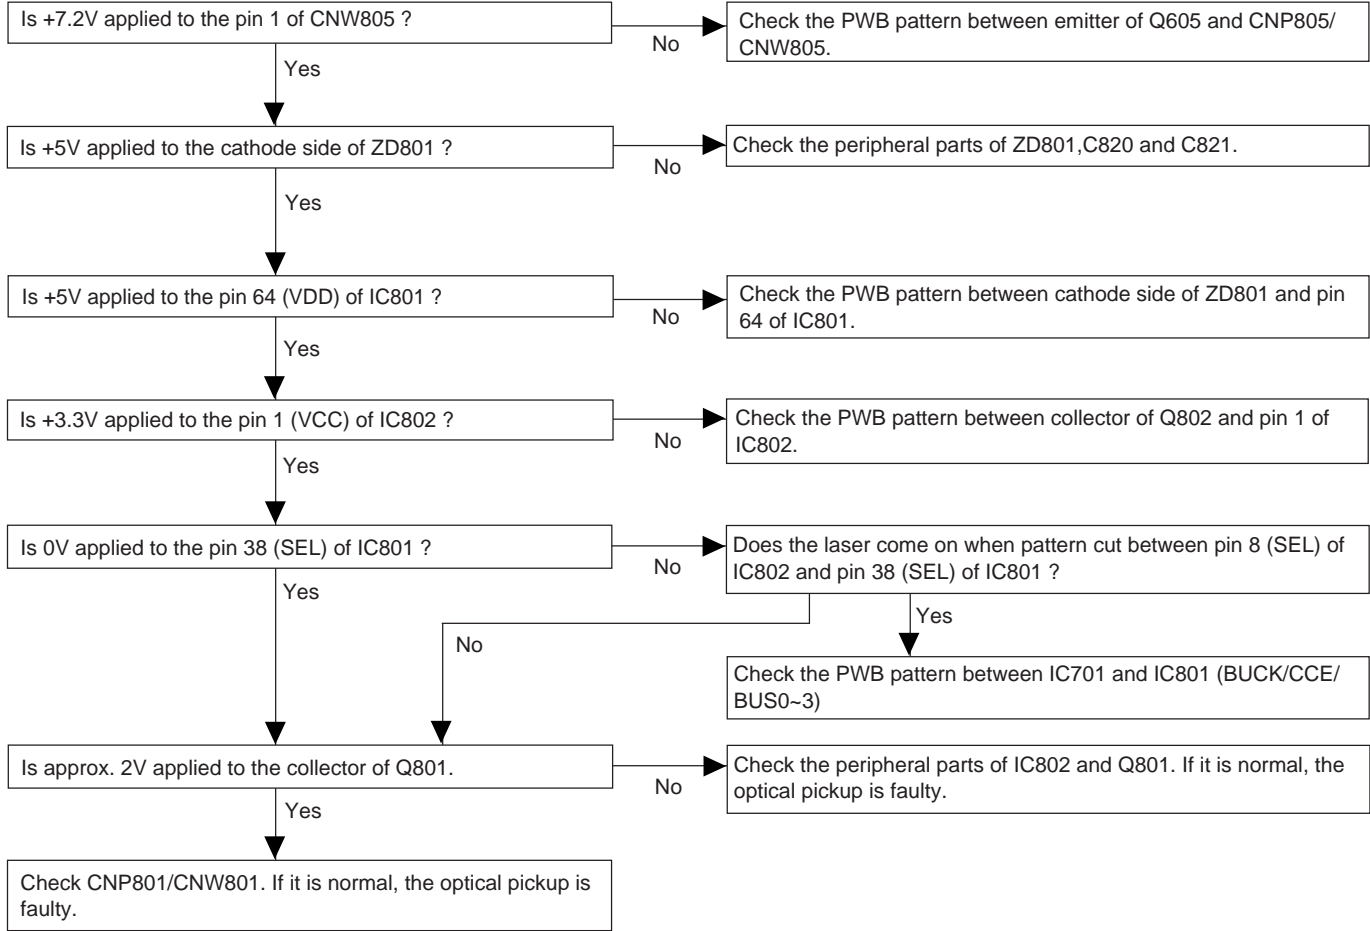 Is +7.2V applied to the pin 1 of CNW805 ?
No
Check the PWB pattern between emitter of Q605 and CNP805/
CNW805.
Yes
Is +5V applied to the cathode side of ZD801 ?
No
Check the peripheral parts of ZD801,C820 and C821.
Yes
Is +5V applied to the pin 64 (VDD) of IC801 ?
No
Check the PWB pattern between cathode side of ZD801 and pin
64 of IC801.
Yes
Is +3.3V applied to the pin 1 (VCC) of IC802 ?
No
Check the PWB pattern between collector of Q802 and pin 1 of
IC802.
Yes
Is 0V applied to the pin 38 (SEL) of IC801 ?
No
Does the laser come on when pattern cut between pin 8 (SEL) of
IC802 and pin 38 (SEL) of IC801 ?
Yes
No
Yes
Check the PWB pattern between IC701 and IC801 (BUCK/CCE/
BUS0~3)
Is approx. 2V applied to the collector of Q801.
No
Check the peripheral parts of IC802 and Q801. If it is normal, the
optical pickup is faulty.
Yes
Check CNP801/CNW801. If it is normal, the optical pickup is
faulty.